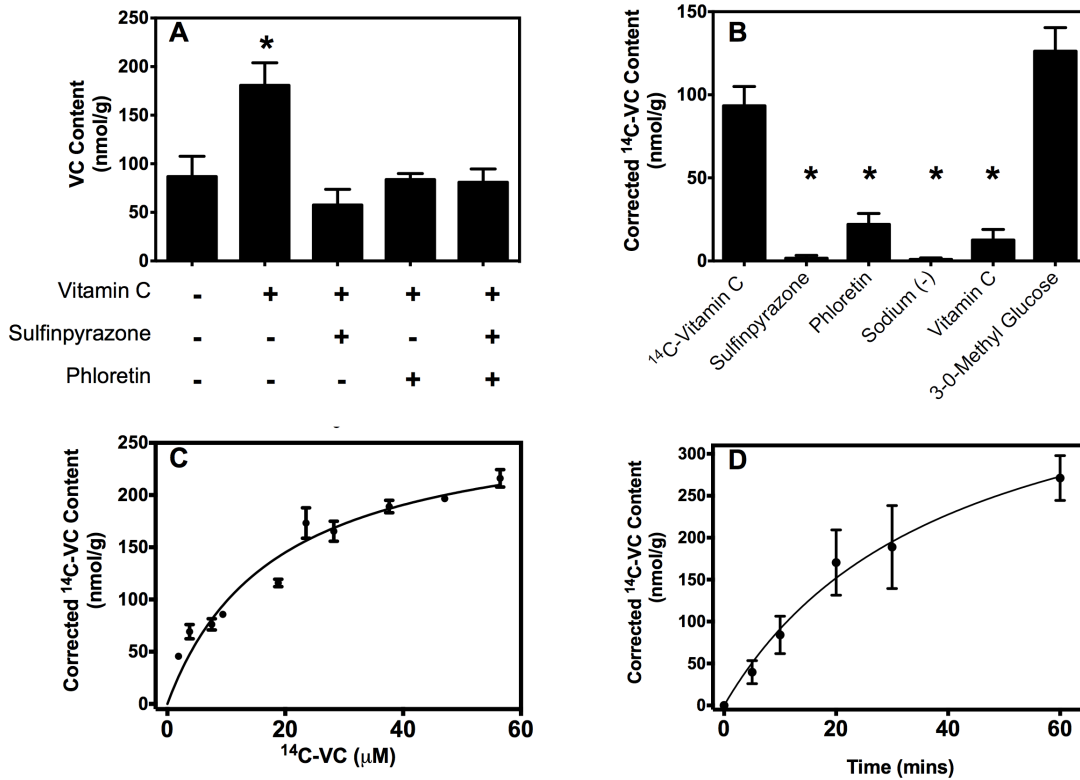 A
VC Content
(nmol/g)
250
200
150
100
50
0
*
Vitamin C - + + + +
Sulfinpyrazone - - + - +
Phloretin - - - + +
B
Corrected ¹⁴C-VC Content
(nmol/g)
150
100
50
0
* * * *
¹⁴C-Vitamin C
Sulfinpyrazone
Phloretin
Sodium (-)
Vitamin C
3-0-Methyl Glucose
C
Corrected ¹⁴C-VC Content
(nmol/g)
250
200
150
100
50
0
0 20 40 60
¹⁴C-VC (μM)
D
Corrected ¹⁴C-VC Content
(nmol/g)
300
250
200
150
100
50
0
0 20 40 60
Time (mins)